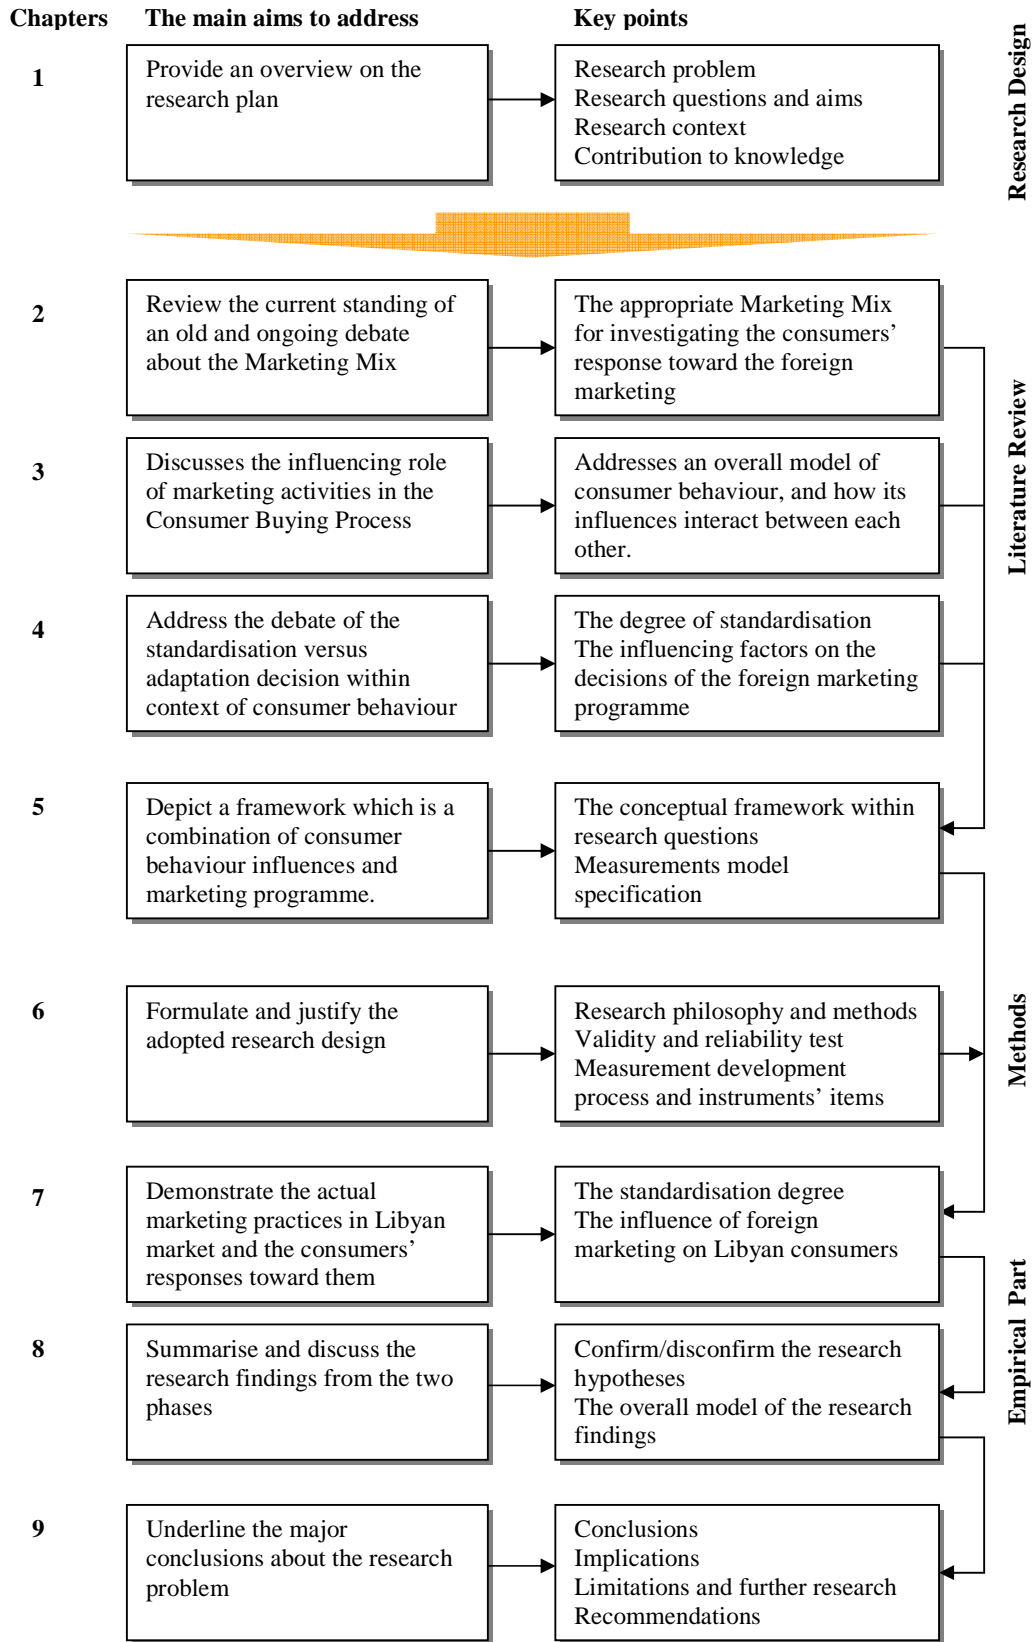 Chapters The main aims to address Key points
1
Provide an overview on the
research plan
Research problem
Research questions and aims
Research context
Contribution to knowledge
Research Design
2
Review the current standing of
an old and ongoing debate
about the Marketing Mix
The appropriate Marketing Mix
for investigating the consumers’
response toward the foreign
marketing
3
Discusses the influencing role
of marketing activities in the
Consumer Buying Process
Addresses an overall model of
consumer behaviour, and how its
influences interact between each
other.
Literature Review
4
Address the debate of the
standardisation versus
adaptation decision within
context of consumer behaviour
The degree of standardisation
The influencing factors on the
decisions of the foreign marketing
programme
5
Depict a framework which is a
combination of consumer
behaviour influences and
marketing programme.
The conceptual framework within
research questions
Measurements model
specification
6
Formulate and justify the
adopted research design
Research philosophy and methods
Validity and reliability test
Measurement development
process and instruments’ items
Methods
7
Demonstrate the actual
marketing practices in Libyan
market and the consumers’
responses toward them
The standardisation degree
The influence of foreign
marketing on Libyan consumers
8
Summarise and discuss the
research findings from the two
phases
Confirm/disconfirm the research
hypotheses
The overall model of the research
findings
Empirical Part
9
Underline the major
conclusions about the research
problem
Conclusions
Implications
Limitations and further research
Recommendations